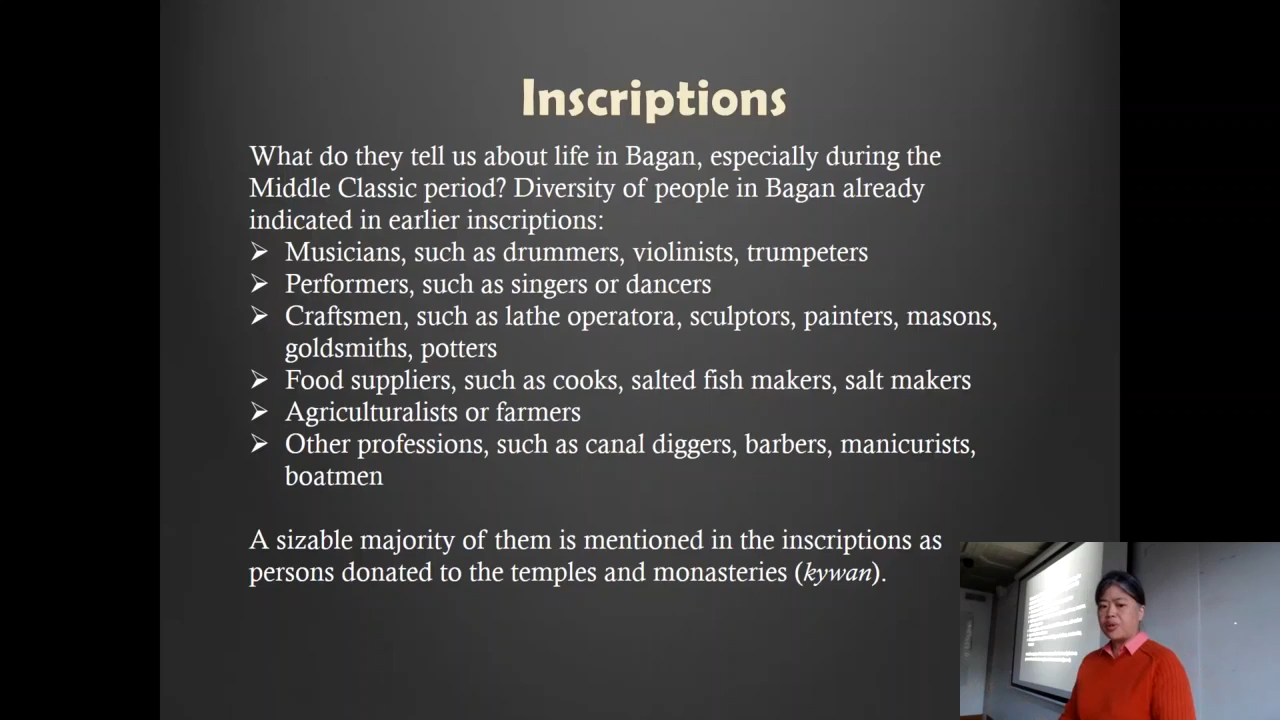 Inscriptions
What do they tell us about life in Bagan, especially during the
Middle Classic period? Diversity of people in Bagan already
indicated in earlier inscriptions:
➢ Musicians, such as drummers, violinists, trumpeters
➢ Performers, such as singers or dancers
➢ Craftsmen, such as lathe operatora, sculptors, painters, masons,
goldsmiths, potters
➢ Food suppliers, such as cooks, salted fish makers, salt makers
➢ Agriculturalists or farmers
➢ Other professions, such as canal diggers, barbers, manicurists,
boatmen
A sizable majority of them is mentioned in the inscriptions as
persons donated to the temples and monasteries (kywan).